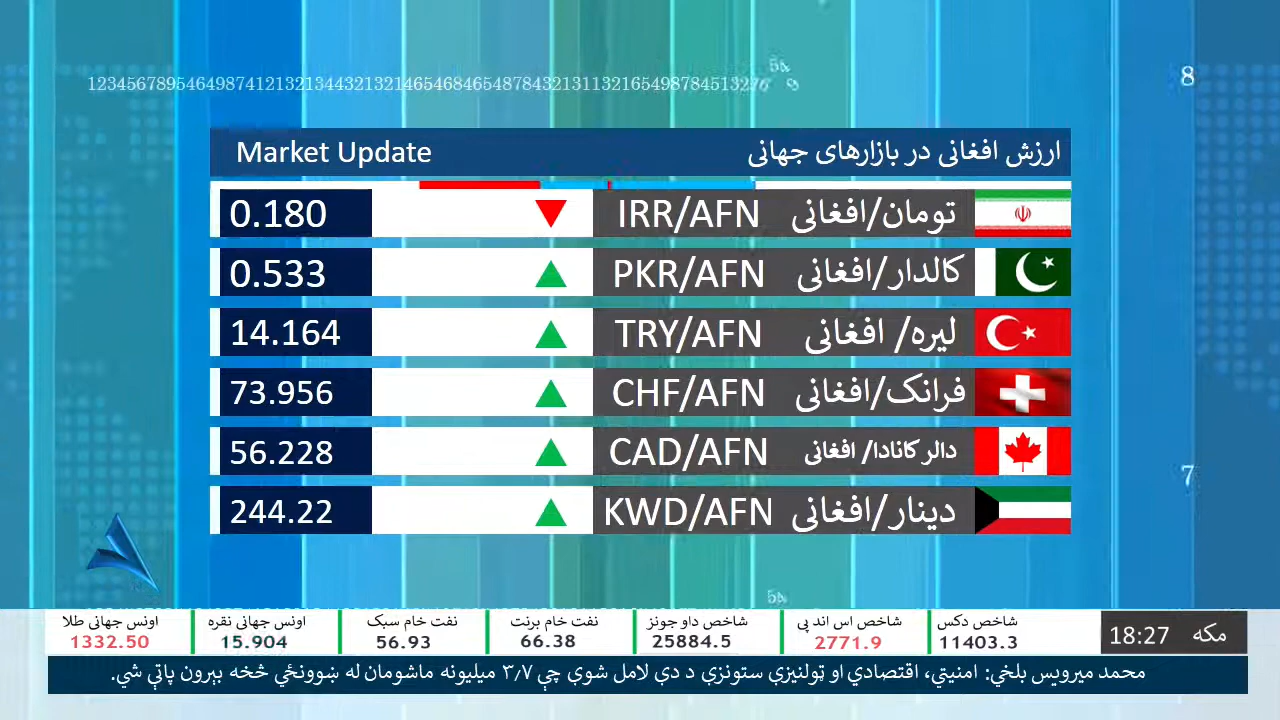 12345678954649874121321344321321465468465487843213113216549878451327
8
Market Update ارزش افغانی در بازارهای جهانی
0.180 IRR/AFN تومان/افغانی
0.533 PKR/AFN کالدار/افغانی
14.164 TRY/AFN لیره/ افغانی
73.956 CHF/AFN فرانک/افغانی
56.228 CAD/AFN دالر کانادا/ افغانی
244.22 KWD/AFN دینار/افغانی
7
اونس جهانی طلا اونس جهانی نقره نفت خام سبک نفت خام برنت شاخص داو جونز شاخص اس اند پی شاخص دکس
1332.50 15.904 56.93 66.38 25884.5 2771.9 11403.3 18:27 مکه
محمد میرویس بلخي: امنیتي، اقتصادي او ټولنیزې ستونزې د دې لامل شوي چې ۳/۷ میلیونه ماشومان له ښوونځي څخه بېرون پاتې شي.